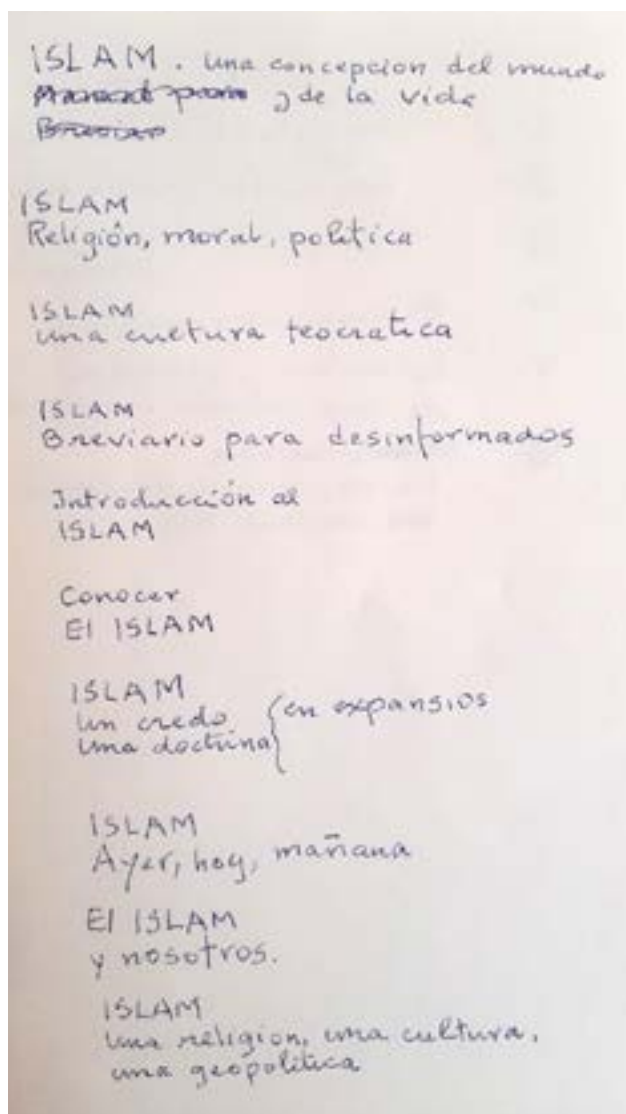 ISLAM. una concepcion del mundo
y de la vida
ISLAM
Religión, moral, politica
ISLAM
una cultura teocratica
ISLAM
Breviario para desinformados
Introducción al
ISLAM
Conocer
El ISLAM
ISLAM
un credo { en expansios
una doctrina
ISLAM
Ayer, hoy, mañana
El ISLAM
y nosotros.
ISLAM
una religion, una cultura,
una geopolitica